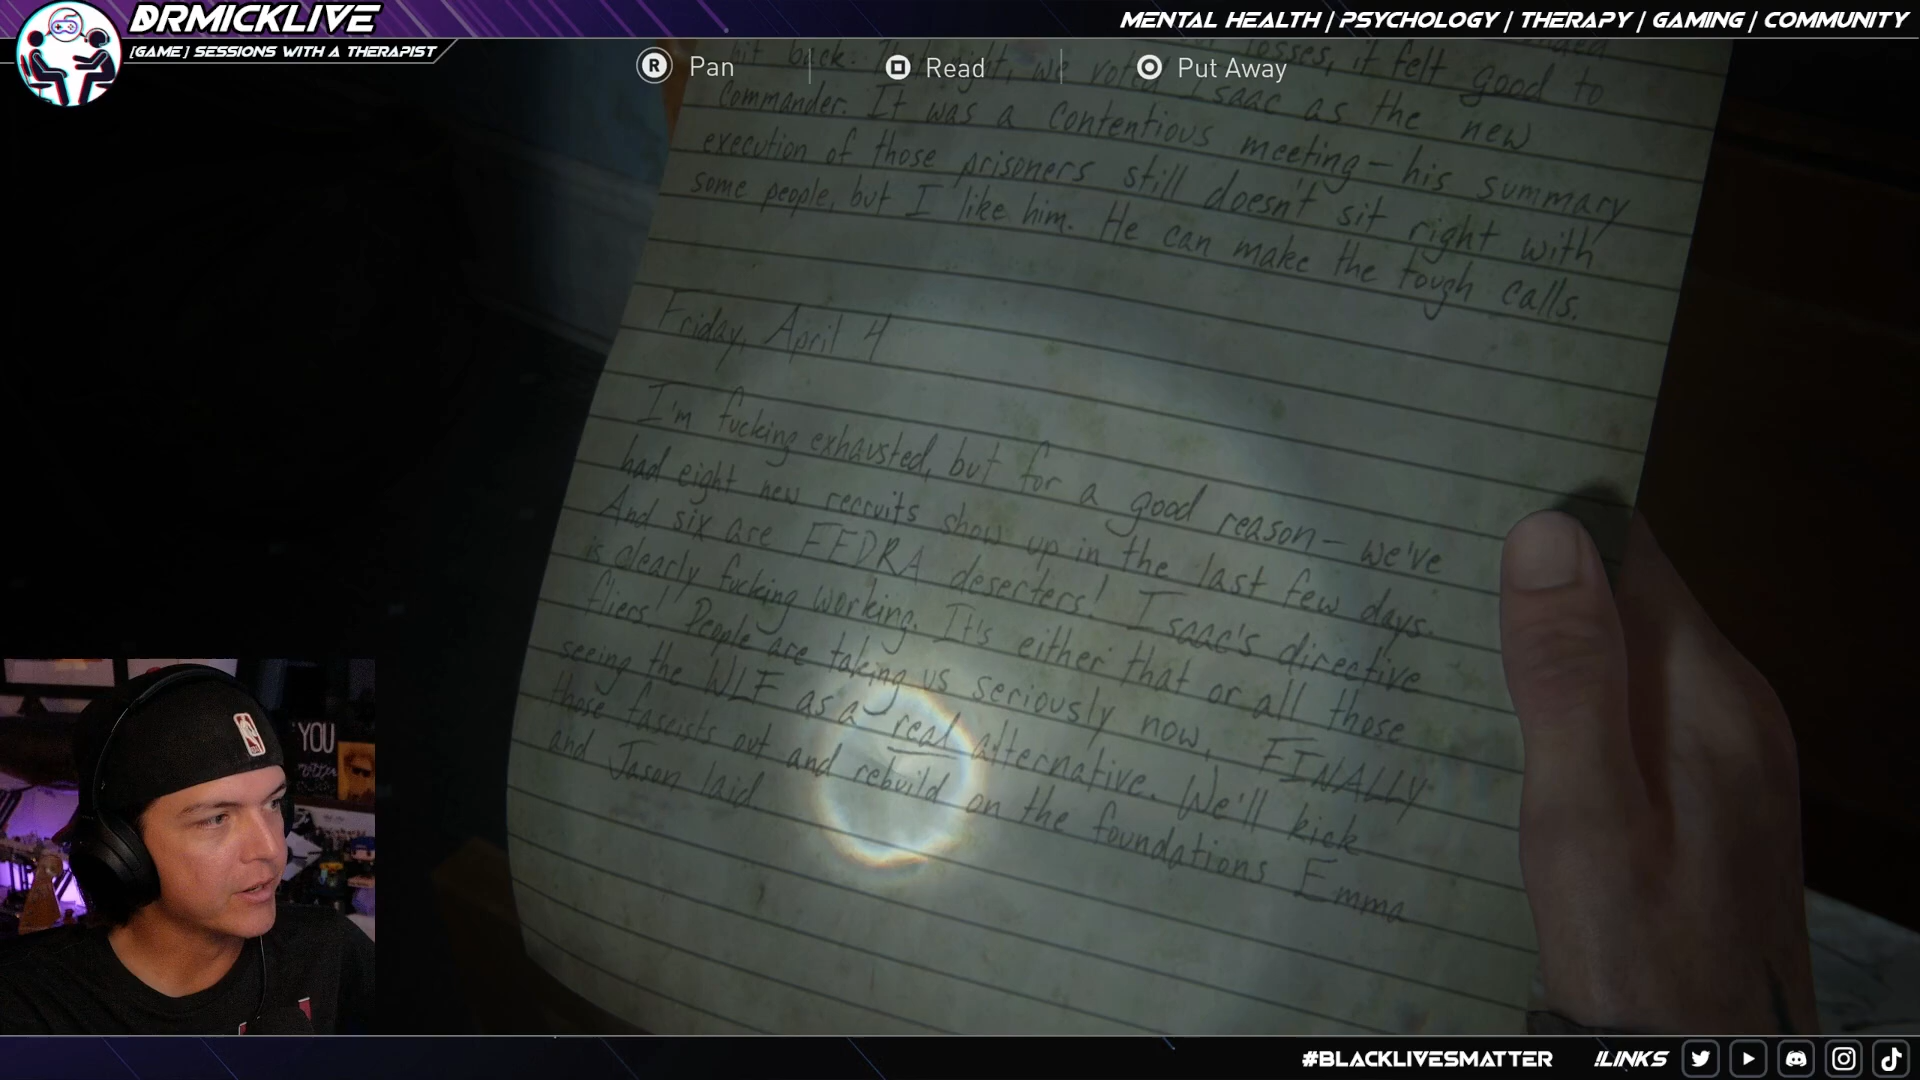 DRMICKLIVE
[GAME] SESSIONS WITH A THERAPIST
MENTAL HEALTH | PSYCHOLOGY | THERAPY | GAMING | COMMUNITY
R Pan
Read
Put Away
hit back. we voted Isaac as the new losses, it felt good to
commander. It was a contentious meeting – his summary
execution of those prisoners still doesn't sit right with
some people, but I like him. He can make the tough calls.
Friday, April 4
I'm fucking exhausted, but for a good reason – we've
had eight new recruits show up in the last few days.
And six are FEDRA deserters! Isaac's directive
is clearly fucking working. It's either that or all those
fliers! People are taking us seriously now, FINALLY
seeing the WLF as a real alternative. We'll kick
those fascists out and rebuild on the foundations Emma
and Jason laid.
YOU
#BLACKLIVESMATTER
!LINKS